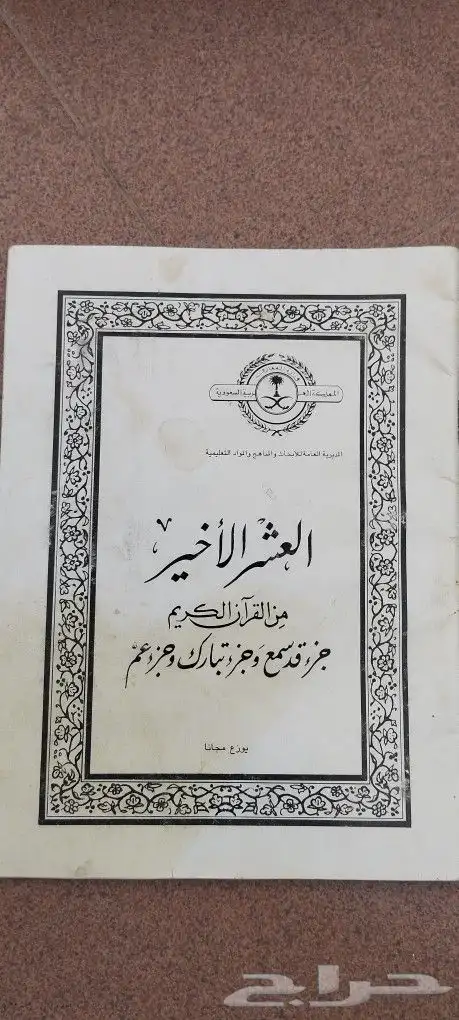 المملكة العربية السعودية
المديرية العامة للأبحاث والمناهج والمواد التعليمية
العشر الأخير
من القرآن الكريم
جزء قد سمع وجزء تبارك وجزء عم
يوزع مجانا
حراج